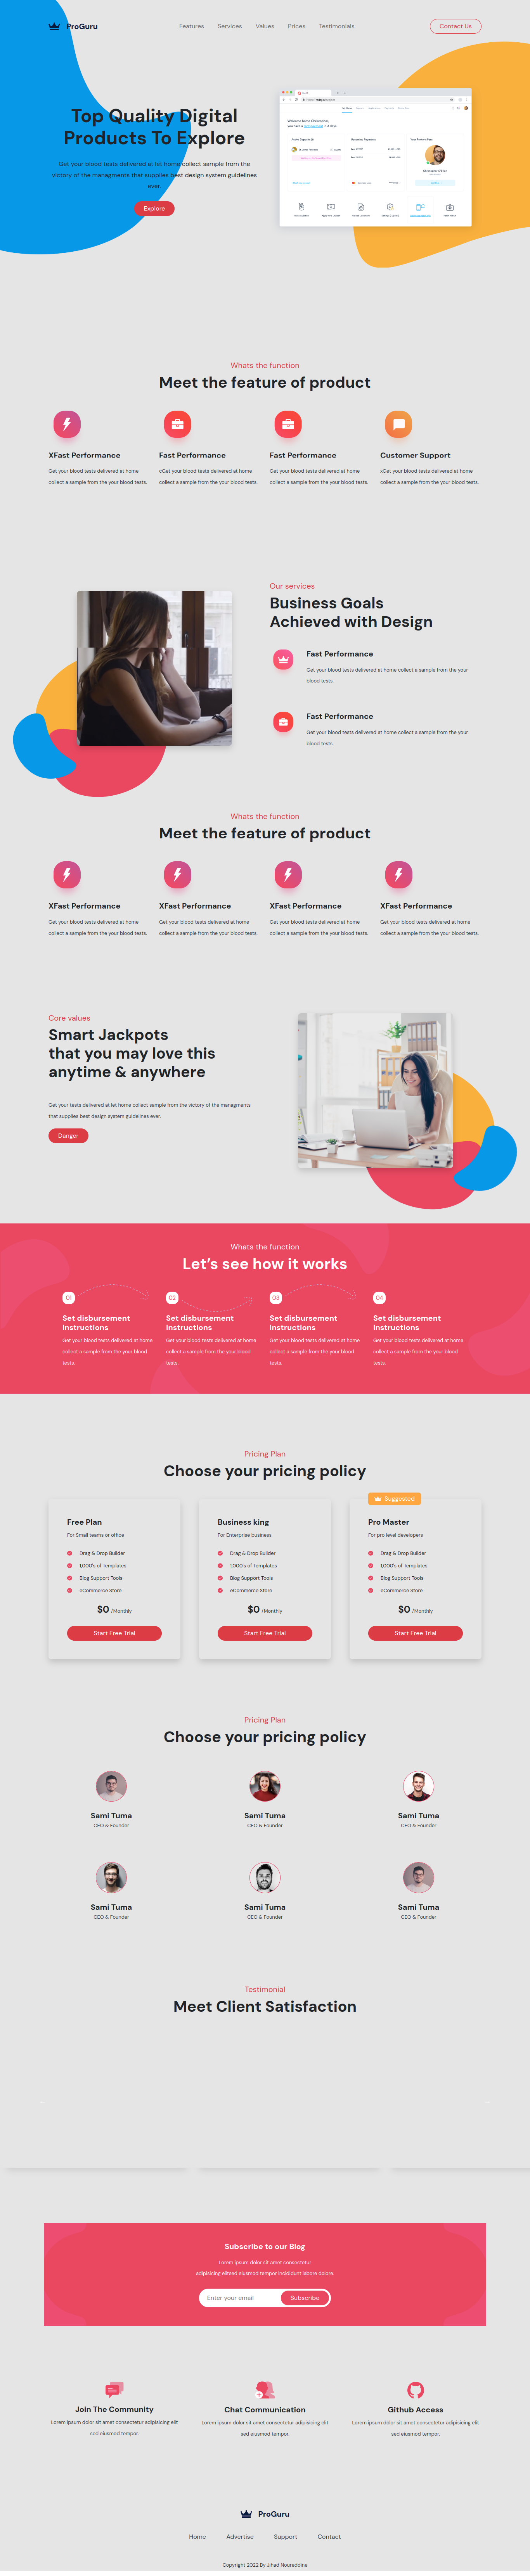 ProGuru
Features Services Values Prices Testimonials
Contact Us
Top Quality Digital
Products To Explore
Get your blood tests delivered at let home collect sample from the
victory of the managments that supplies best design system guidelines
ever.
Explore
Welcome home Christopher,
Whats the function
Meet the feature of product
XFast Performance
Get your blood tests delivered at home
collect a sample from the your blood tests.
Fast Performance
cGet your blood tests delivered at home
collect a sample from the your blood tests.
Fast Performance
Get your blood tests delivered at home
collect a sample from the your blood tests.
Customer Support
xGet your blood tests delivered at home
collect a sample from the your blood tests.
Our services
Business Goals
Achieved with Design
Fast Performance
Get your blood tests delivered at home collect a sample from the your
blood tests.
Fast Performance
Get your blood tests delivered at home collect a sample from the your
blood tests.
Whats the function
Meet the feature of product
XFast Performance
Get your blood tests delivered at home
collect a sample from the your blood tests.
XFast Performance
Get your blood tests delivered at home
collect a sample from the your blood tests.
XFast Performance
Get your blood tests delivered at home
collect a sample from the your blood tests.
XFast Performance
Get your blood tests delivered at home
collect a sample from the your blood tests.
Core values
Smart Jackpots
that you may love this
anytime & anywhere
Get your tests delivered at let home collect sample from the victory of the managments
that supplies best design system guidelines ever.
Danger
Whats the function
Let’s see how it works
01
Set disbursement
Instructions
Get your blood tests delivered at home
collect a sample from the your blood
tests.
02
Set disbursement
Instructions
Get your blood tests delivered at home
collect a sample from the your blood
tests.
03
Set disbursement
Instructions
Get your blood tests delivered at home
collect a sample from the your blood
tests.
04
Set disbursement
Instructions
Get your blood tests delivered at home
collect a sample from the your blood
tests.
Pricing Plan
Choose your pricing policy
Free Plan
For Small teams or office
Drag & Drop Builder
1,000's of Templates
Blog Support Tools
eCommerce Store
$0 /Monthly
Start Free Trial
Business king
For Enterprise business
Drag & Drop Builder
1,000's of Templates
Blog Support Tools
eCommerce Store
$0 /Monthly
Start Free Trial
Suggested
Pro Master
For pro level developers
Drag & Drop Builder
1,000's of Templates
Blog Support Tools
eCommerce Store
$0 /Monthly
Start Free Trial
Pricing Plan
Choose your pricing policy
Sami Tuma
CEO & Founder
Sami Tuma
CEO & Founder
Sami Tuma
CEO & Founder
Sami Tuma
CEO & Founder
Sami Tuma
CEO & Founder
Sami Tuma
CEO & Founder
Testimonial
Meet Client Satisfaction
Subscribe to our Blog
Lorem ipsum dolor sit amet consectetur
adipisicing elitsed eiusmod tempor incididunt labore dolore.
Enter your email
Subscribe
Join The Community
Lorem ipsum dolor sit amet consectetur adipisicing elit
sed eiusmod tempor.
Chat Communication
Lorem ipsum dolor sit amet consectetur adipisicing elit
sed eiusmod tempor.
Github Access
Lorem ipsum dolor sit amet consectetur adipisicing elit
sed eiusmod tempor.
ProGuru
Home Advertise Support Contact
Copyright 2022 By Jihad Noureddine